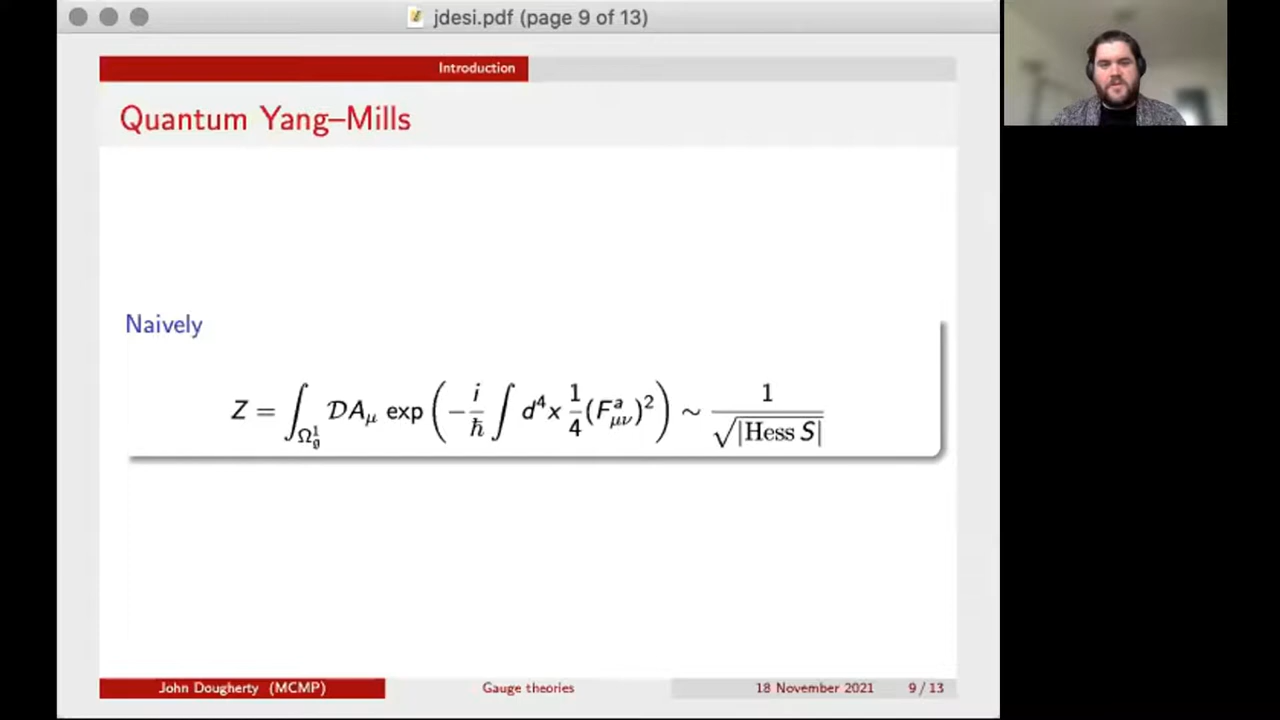 jdesi.pdf (page 9 of 13)
Introduction
Quantum Yang–Mills
Naively
Z = ∫_{Ω^1_𝔤} 𝒟A_μ exp ( −i/ħ ∫ d⁴x 1/4 (F^a_{μν})² ) ∼ 1/√|Hess S|
John Dougherty (MCMP) Gauge theories 18 November 2021 9 / 13